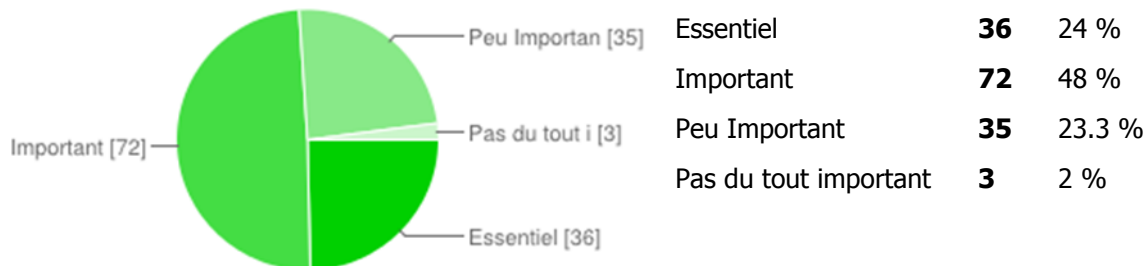 Peu Importan [35]
Important [72]
Pas du tout i [3]
Essentiel [36]
Essentiel 36 24 %
Important 72 48 %
Peu Important 35 23.3 %
Pas du tout important 3 2 %